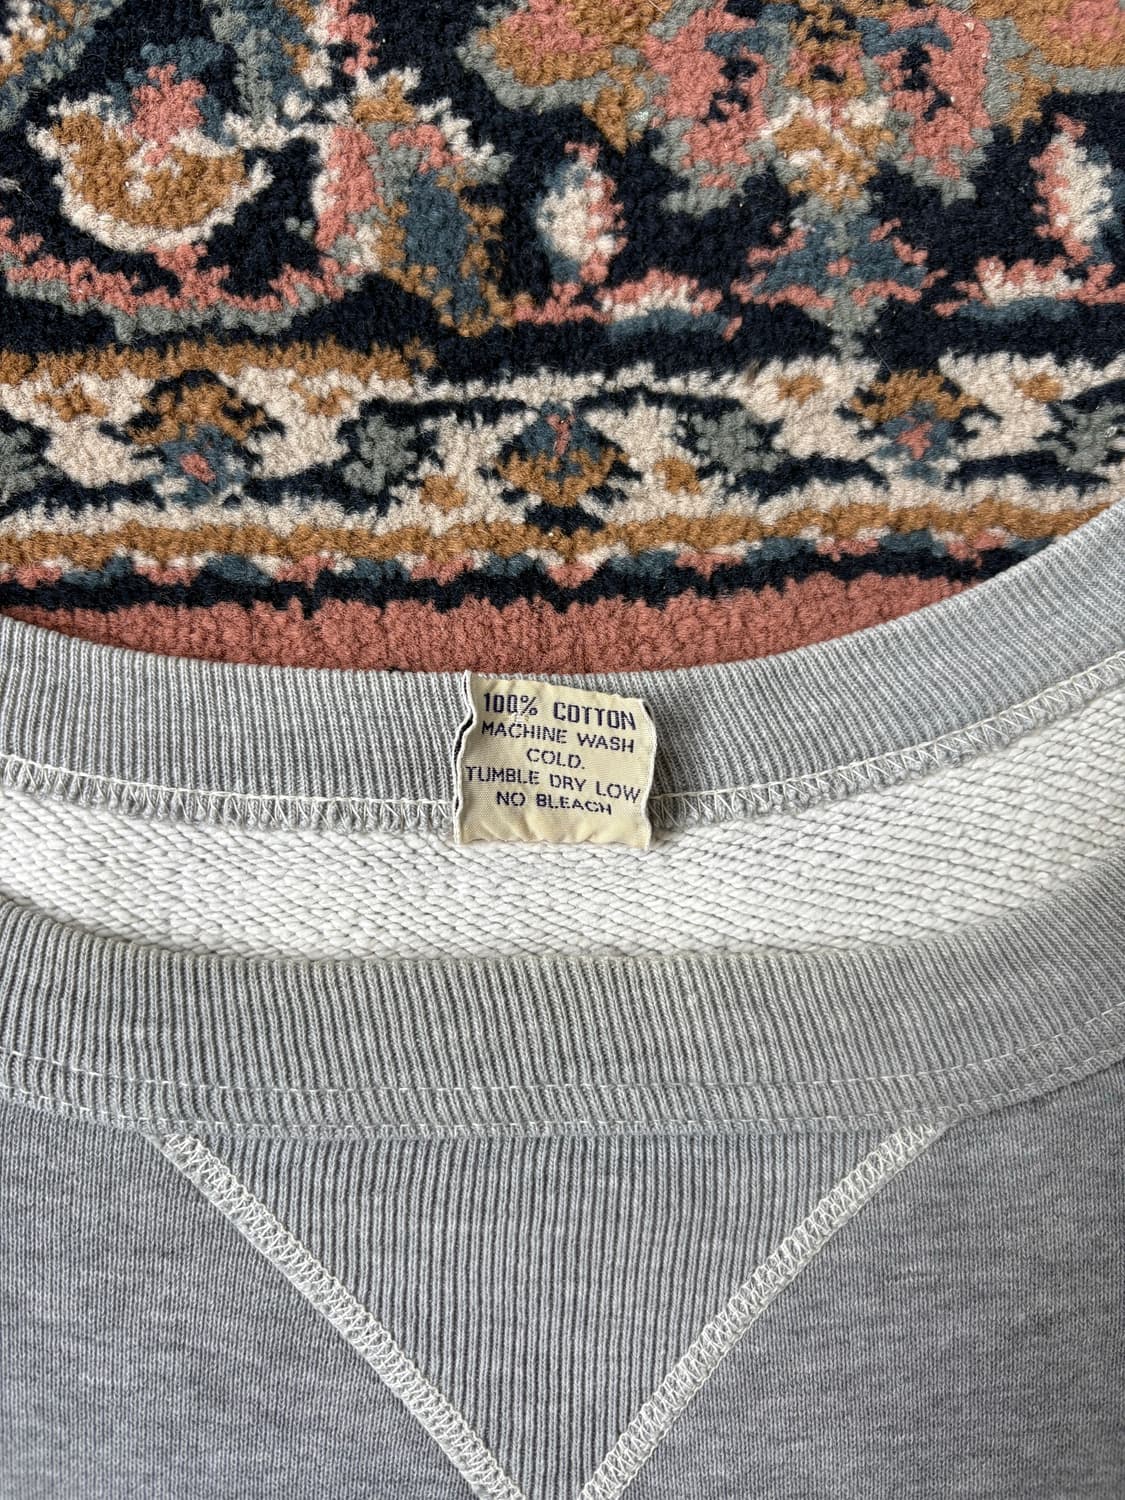 100% COTTON
MACHINE WASH
COLD.
TUMBLE DRY LOW
NO BLEACH